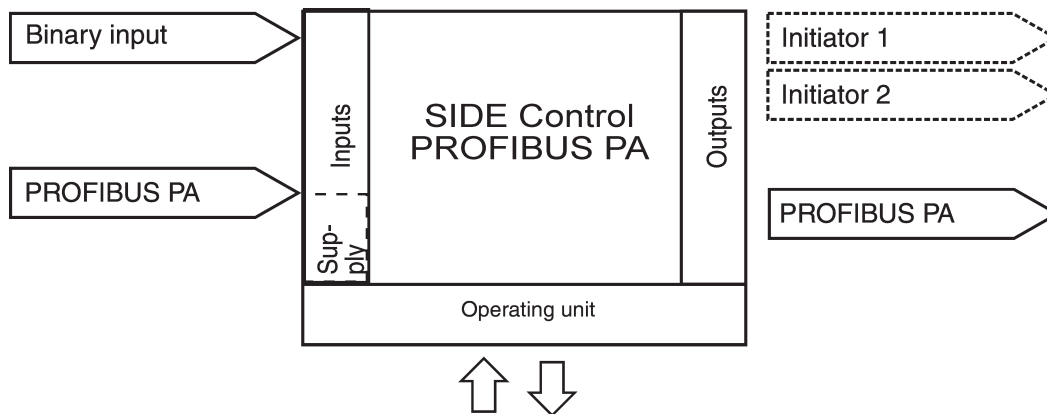 Binary input
PROFIBUS PA
Inputs
Sup-
ply
SIDE Control
PROFIBUS PA
Outputs
Operating unit
Initiator 1
Initiator 2
PROFIBUS PA